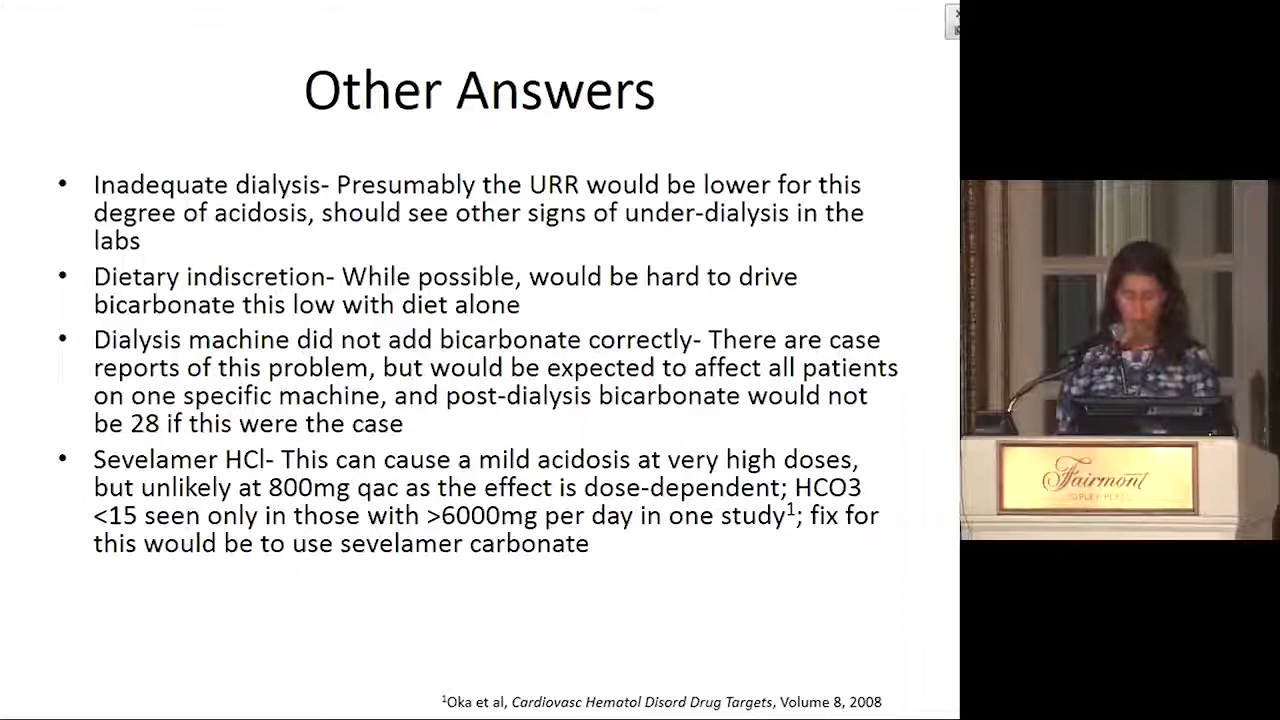 Other Answers
• Inadequate dialysis- Presumably the URR would be lower for this
degree of acidosis, should see other signs of under-dialysis in the
labs
• Dietary indiscretion- While possible, would be hard to drive
bicarbonate this low with diet alone
• Dialysis machine did not add bicarbonate correctly- There are case
reports of this problem, but would be expected to affect all patients
on one specific machine, and post-dialysis bicarbonate would not
be 28 if this were the case
• Sevelamer HCl- This can cause a mild acidosis at very high doses,
but unlikely at 800mg qac as the effect is dose-dependent; HCO3
<15 seen only in those with >6000mg per day in one study¹; fix for
this would be to use sevelamer carbonate
¹Oka et al, Cardiovasc Hematol Disord Drug Targets, Volume 8, 2008
Fairmont
COPLEY PLAZA